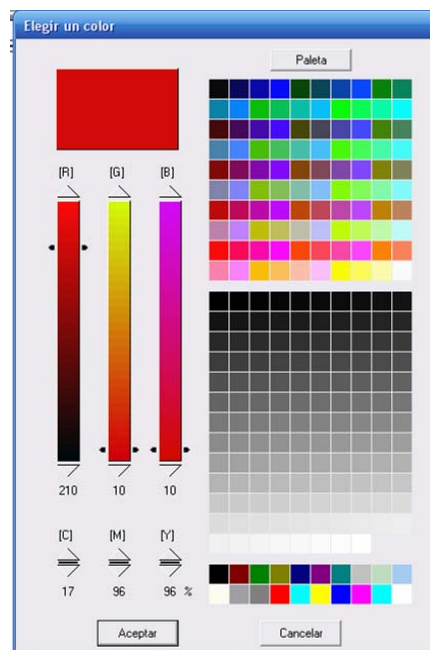 Elegir un color
Paleta
[R] [G] [B]
210 10 10
[C] [M] [Y]
17 96 96 %
Aceptar Cancelar